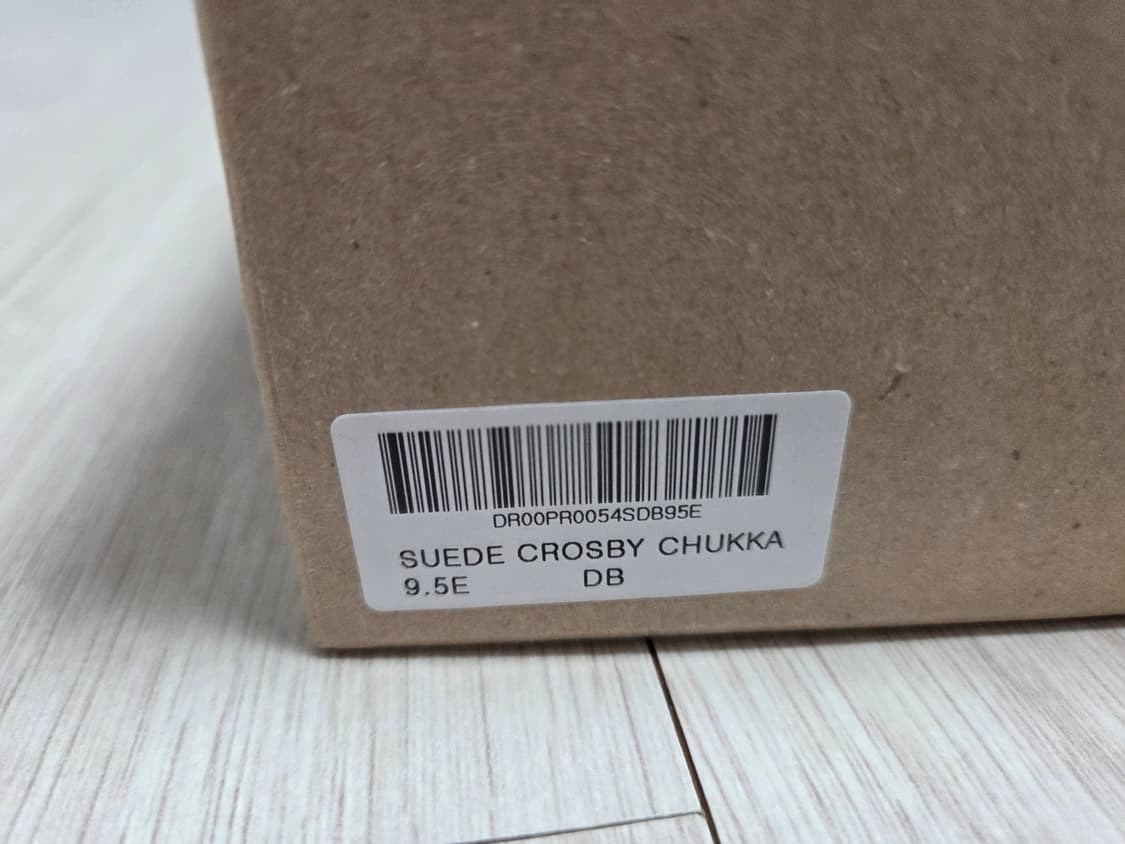 DR00PR0054SDB95E
SUEDE CROSBY CHUKKA
9.5E DB